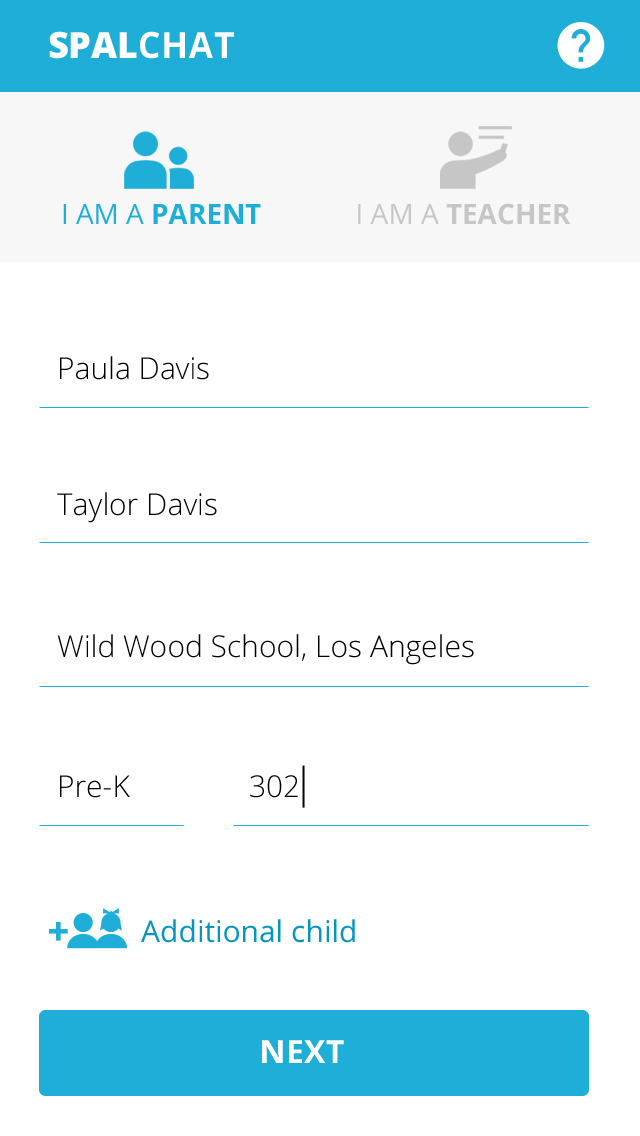 SPALCHAT
I AM A PARENT
I AM A TEACHER
Paula Davis
Taylor Davis
Wild Wood School, Los Angeles
Pre-K
302
Additional child
NEXT